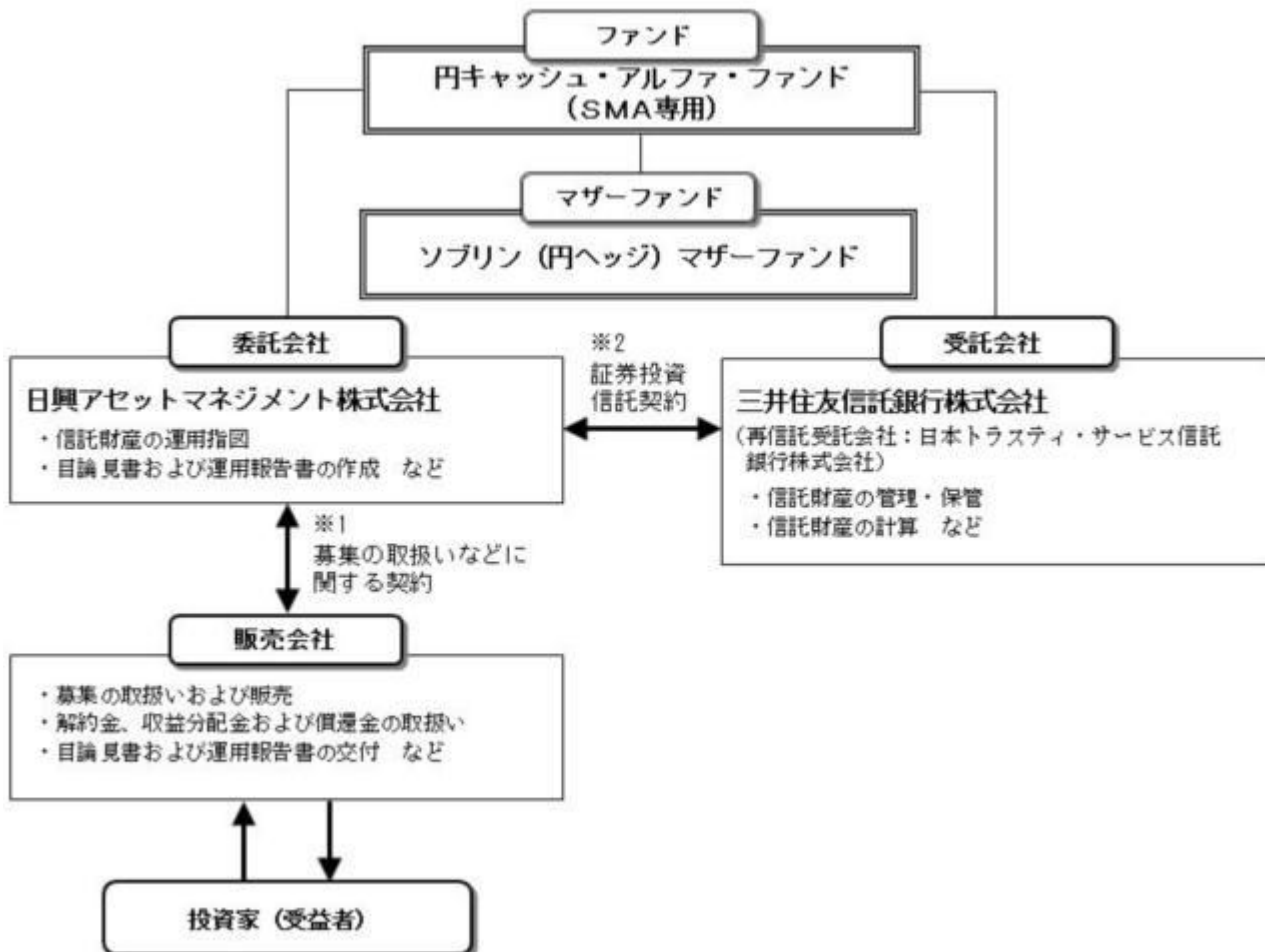 ファンド
円キャッシュ・アルファ・ファンド
(SMA専用)
マザーファンド
ソブリン(円ヘッジ)マザーファンド
委託会社
日興アセットマネジメント株式会社
・信託財産の運用指図
・目論見書および運用報告書の作成 など
※2
証券投資
信託契約
受託会社
三井住友信託銀行株式会社
(再信託受託会社:日本トラスティ・サービス信託
銀行株式会社)
・信託財産の管理・保管
・信託財産の計算 など
※1
募集の取扱いなどに
関する契約
販売会社
・募集の取扱いおよび販売
・解約金、収益分配金および償還金の取扱い
・目論見書および運用報告書の交付 など
投資家(受益者)